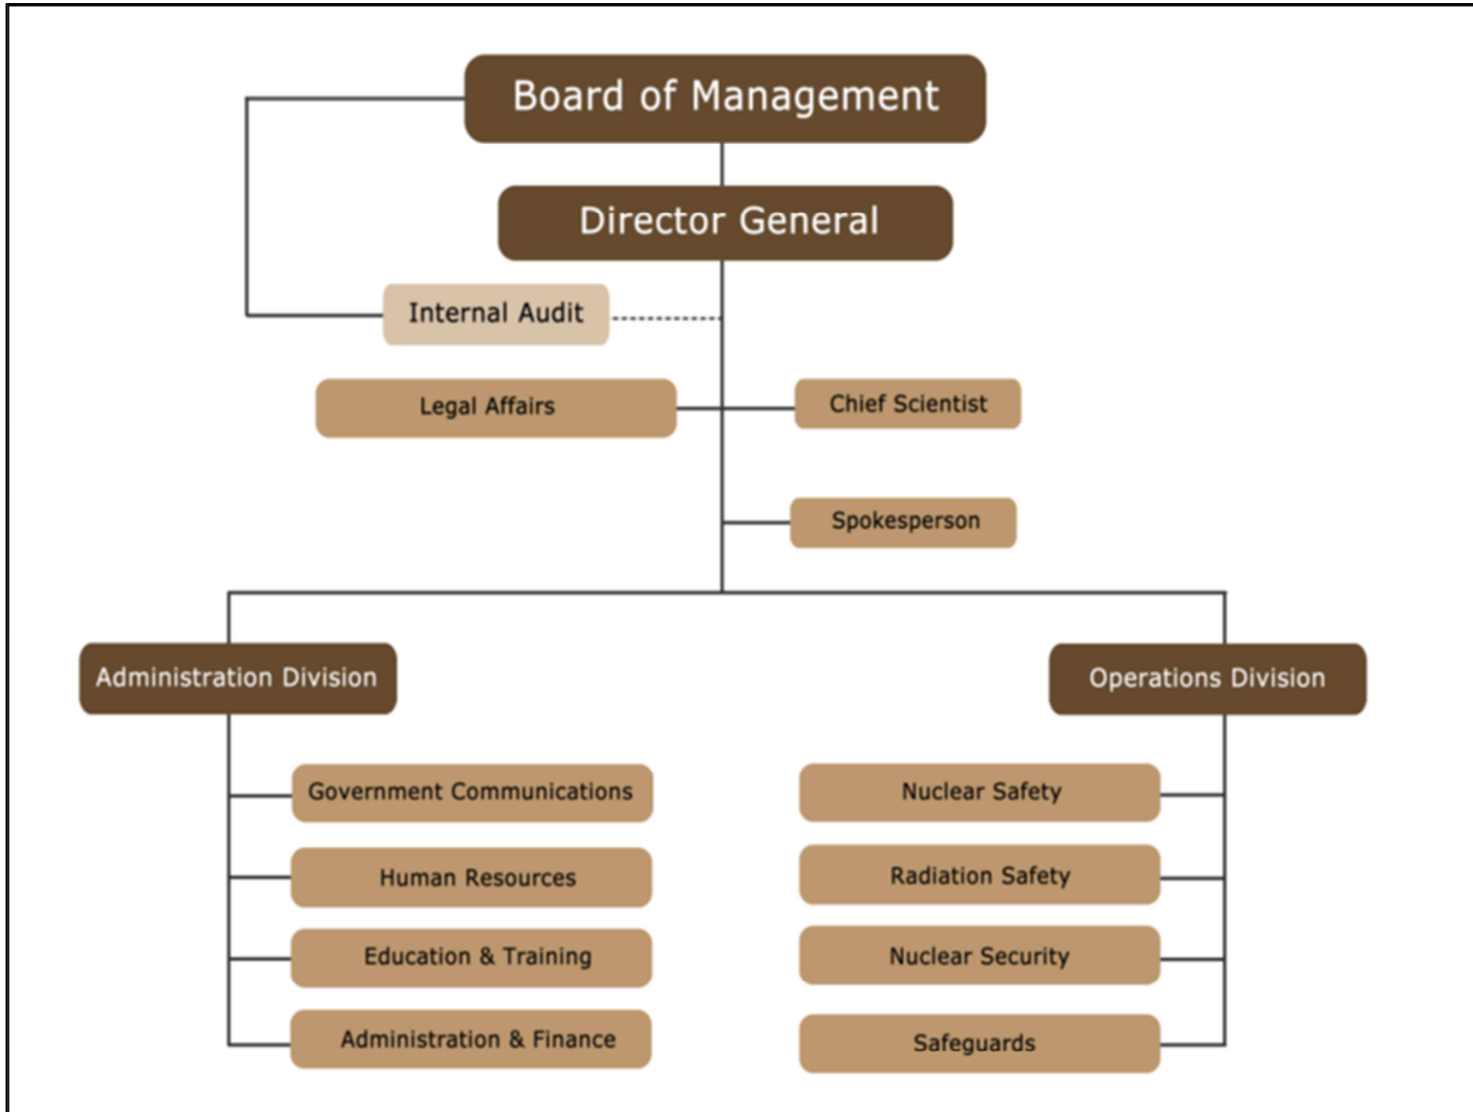 Board of Management
Director General
Internal Audit
Legal Affairs
Chief Scientist
Spokesperson
Administration Division
Operations Division
Government Communications
Nuclear Safety
Human Resources
Radiation Safety
Education & Training
Nuclear Security
Administration & Finance
Safeguards